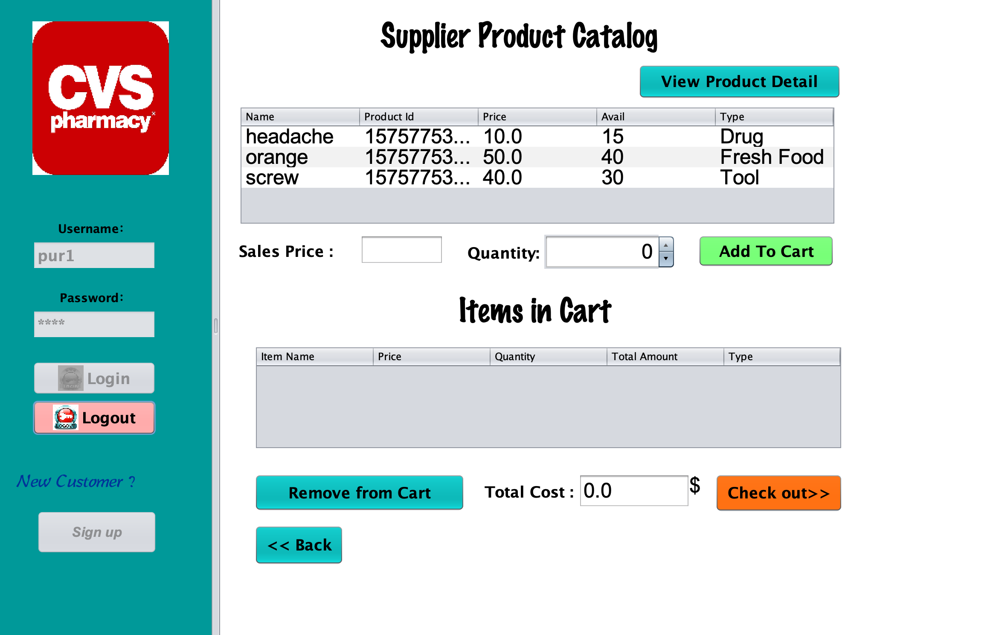 CVS
pharmacy
Username:
pur1
Password:
****
Login
Logout
New Customer ?
Sign up
Supplier Product Catalog
View Product Detail
Name Product Id Price Avail Type
headache 15757753... 10.0 15 Drug
orange 15757753... 50.0 40 Fresh Food
screw 15757753... 40.0 30 Tool
Sales Price : Quantity: 0 Add To Cart
Items in Cart
Item Name Price Quantity Total Amount Type
Remove from Cart Total Cost : 0.0 $ Check out>>
<< Back